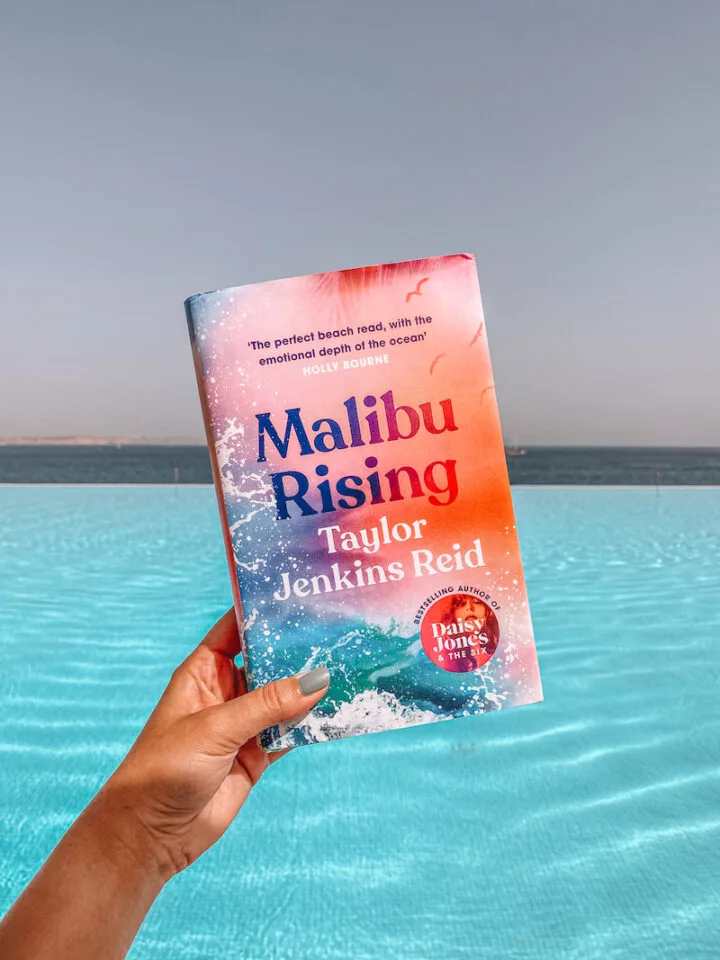 'The perfect beach read, with the
emotional depth of the ocean'
HOLLY BOURNE
Malibu
Rising
Taylor
Jenkins Reid
BESTSELLING AUTHOR OF
Daisy
Jones
& THE SIX